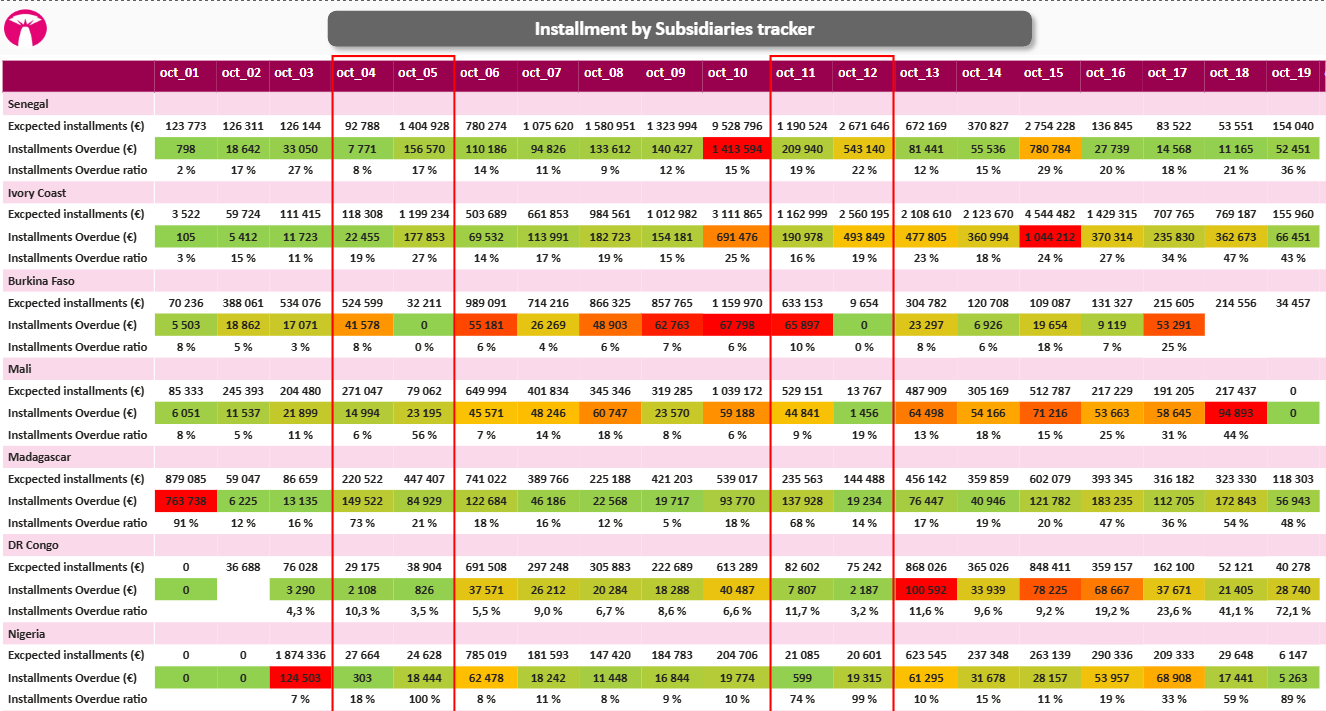 Installment by Subsidiaries tracker
oct_01 oct_02 oct_03 oct_04 oct_05 oct_06 oct_07 oct_08 oct_09 oct_10 oct_11 oct_12 oct_13 oct_14 oct_15 oct_16 oct_17 oct_18 oct_19
Senegal
Excpected installments (€) 123 773 126 311 126 144 92 788 1 404 928 780 274 1 075 620 1 580 951 1 323 994 9 528 796 1 190 524 2 671 646 672 169 370 827 2 754 228 136 845 83 522 53 551 154 040
Installments Overdue (€) 798 18 642 33 050 7 771 156 570 110 186 94 826 133 612 140 427 1 413 594 209 940 543 140 81 441 55 536 780 784 27 739 14 568 11 165 52 451
Installments Overdue ratio 2 % 17 % 27 % 8 % 17 % 14 % 11 % 9 % 12 % 15 % 19 % 22 % 12 % 15 % 29 % 20 % 18 % 21 % 36 %
Ivory Coast
Excpected installments (€) 3 522 59 724 111 415 118 308 1 199 234 503 689 661 853 984 561 1 012 982 3 111 865 1 162 999 2 560 195 2 108 610 2 123 670 4 544 482 1 429 315 707 765 769 187 155 960
Installments Overdue (€) 105 5 412 11 723 22 455 177 853 69 532 113 991 182 723 154 181 691 476 190 978 493 849 477 805 360 994 1 044 212 370 314 235 830 362 673 66 451
Installments Overdue ratio 3 % 15 % 11 % 19 % 27 % 14 % 17 % 19 % 15 % 25 % 16 % 19 % 23 % 18 % 24 % 27 % 34 % 47 % 43 %
Burkina Faso
Excpected installments (€) 70 236 388 061 534 076 524 599 32 211 989 091 714 216 866 325 857 765 1 159 970 633 153 9 654 304 782 120 708 109 087 131 327 215 605 214 556 34 457
Installments Overdue (€) 5 503 18 862 17 071 41 578 0 55 181 26 269 48 903 62 763 67 798 65 897 0 23 297 6 926 19 654 9 119 53 291
Installments Overdue ratio 8 % 5 % 3 % 8 % 0 % 6 % 4 % 6 % 7 % 6 % 10 % 0 % 8 % 6 % 18 % 7 % 25 %
Mali
Excpected installments (€) 85 333 245 393 204 480 271 047 79 062 649 994 401 834 345 346 319 285 1 039 172 529 151 13 767 487 909 305 169 512 787 217 229 191 205 217 437 0
Installments Overdue (€) 6 051 11 537 21 899 14 994 23 195 45 571 48 246 60 747 23 570 59 188 44 841 1 456 64 498 54 166 71 216 53 663 58 645 94 893 0
Installments Overdue ratio 8 % 5 % 11 % 6 % 56 % 7 % 14 % 18 % 8 % 6 % 9 % 19 % 13 % 18 % 15 % 25 % 31 % 44 %
Madagascar
Excpected installments (€) 879 085 59 047 86 659 220 522 447 407 741 022 389 766 225 188 421 203 539 017 235 563 144 488 456 142 359 859 602 079 393 345 316 182 323 330 118 303
Installments Overdue (€) 763 738 6 225 13 135 149 522 84 929 122 684 46 186 22 568 19 717 93 770 137 928 19 234 76 447 40 946 121 782 183 235 112 705 172 843 56 943
Installments Overdue ratio 91 % 12 % 16 % 73 % 21 % 18 % 16 % 12 % 5 % 18 % 68 % 14 % 17 % 19 % 20 % 47 % 36 % 54 % 48 %
DR Congo
Excpected installments (€) 0 36 688 76 028 29 175 38 904 691 508 297 248 305 883 222 689 613 289 82 602 75 242 868 026 365 026 848 411 359 157 162 100 52 121 40 278
Installments Overdue (€) 0 3 290 2 108 826 37 571 26 212 20 284 18 288 40 487 7 807 2 187 100 592 33 939 78 225 68 667 37 671 21 405 28 740
Installments Overdue ratio 4,3 % 10,3 % 3,5 % 5,5 % 9,0 % 6,7 % 8,6 % 6,6 % 11,7 % 3,2 % 11,6 % 9,6 % 9,2 % 19,2 % 23,6 % 41,1 % 72,1 %
Nigeria
Excpected installments (€) 0 0 1 874 336 27 664 24 628 785 019 181 593 147 420 184 783 204 706 21 085 20 601 623 545 237 348 263 139 290 336 209 333 29 648 6 147
Installments Overdue (€) 0 0 124 503 303 18 444 62 478 18 242 11 448 16 844 19 774 599 19 315 61 295 31 678 28 157 53 957 68 908 17 441 5 263
Installments Overdue ratio 7 % 18 % 100 % 8 % 11 % 8 % 9 % 10 % 74 % 99 % 10 % 15 % 11 % 19 % 33 % 59 % 89 %